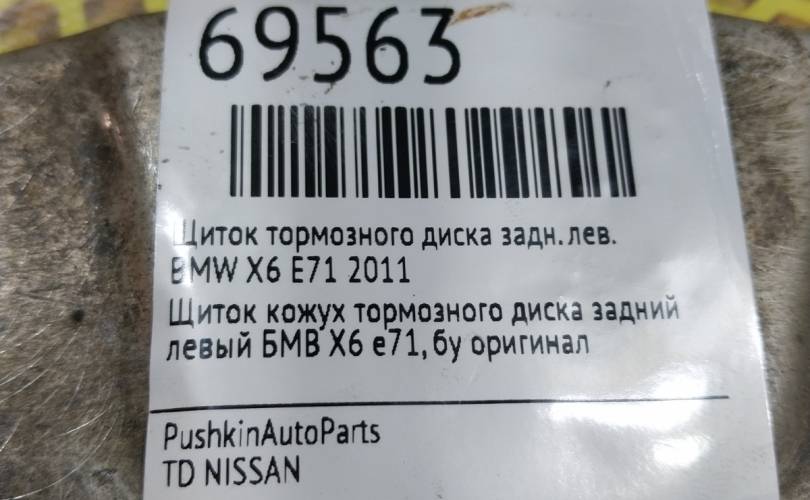 69563
Щиток тормозного диска задн.лев.
BMW X6 E71 2011
Щиток кожух тормозного диска задний
левый БМВ X6 e71, бу оригинал
PushkinAutoParts
TD NISSAN